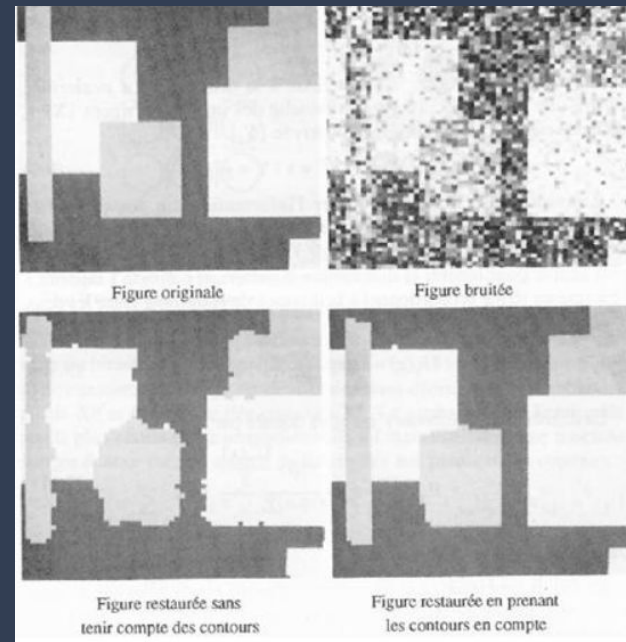 Figure originale
Figure bruitée
Figure restaurée sans
tenir compte des contours
Figure restaurée en prenant
les contours en compte